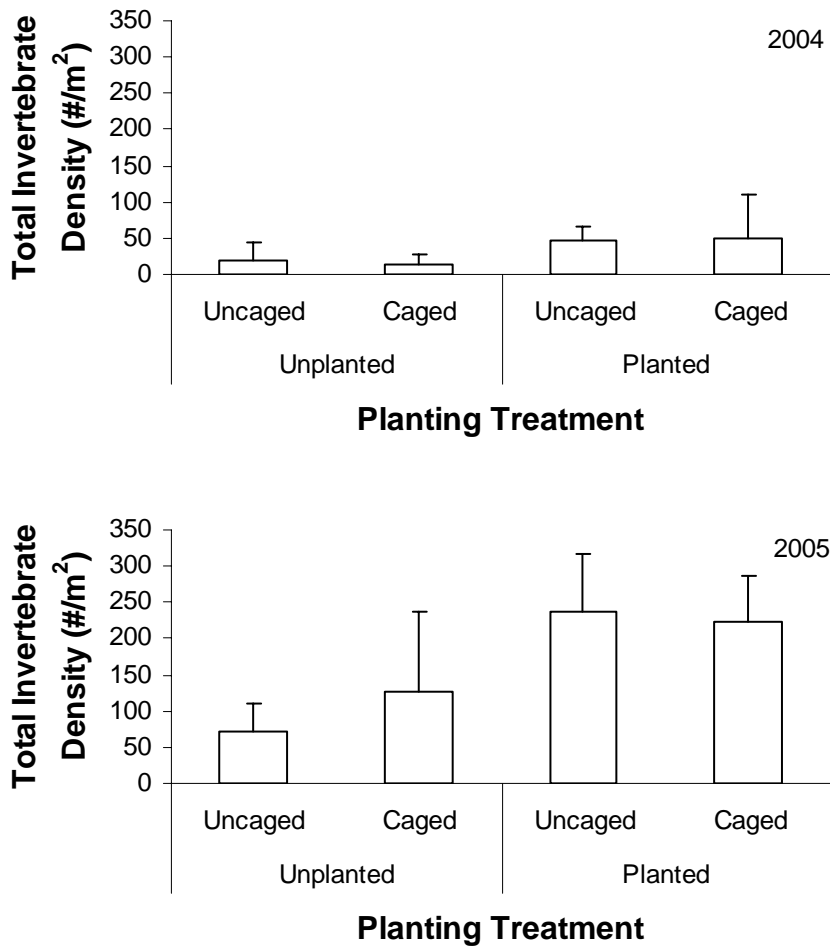 Total Invertebrate
Density (#/m²)
350
300
250
200
150
100
50
0
2004
Uncaged Caged Uncaged Caged
Unplanted Planted
Planting Treatment
Total Invertebrate
Density (#/m²)
350
300
250
200
150
100
50
0
2005
Uncaged Caged Uncaged Caged
Unplanted Planted
Planting Treatment